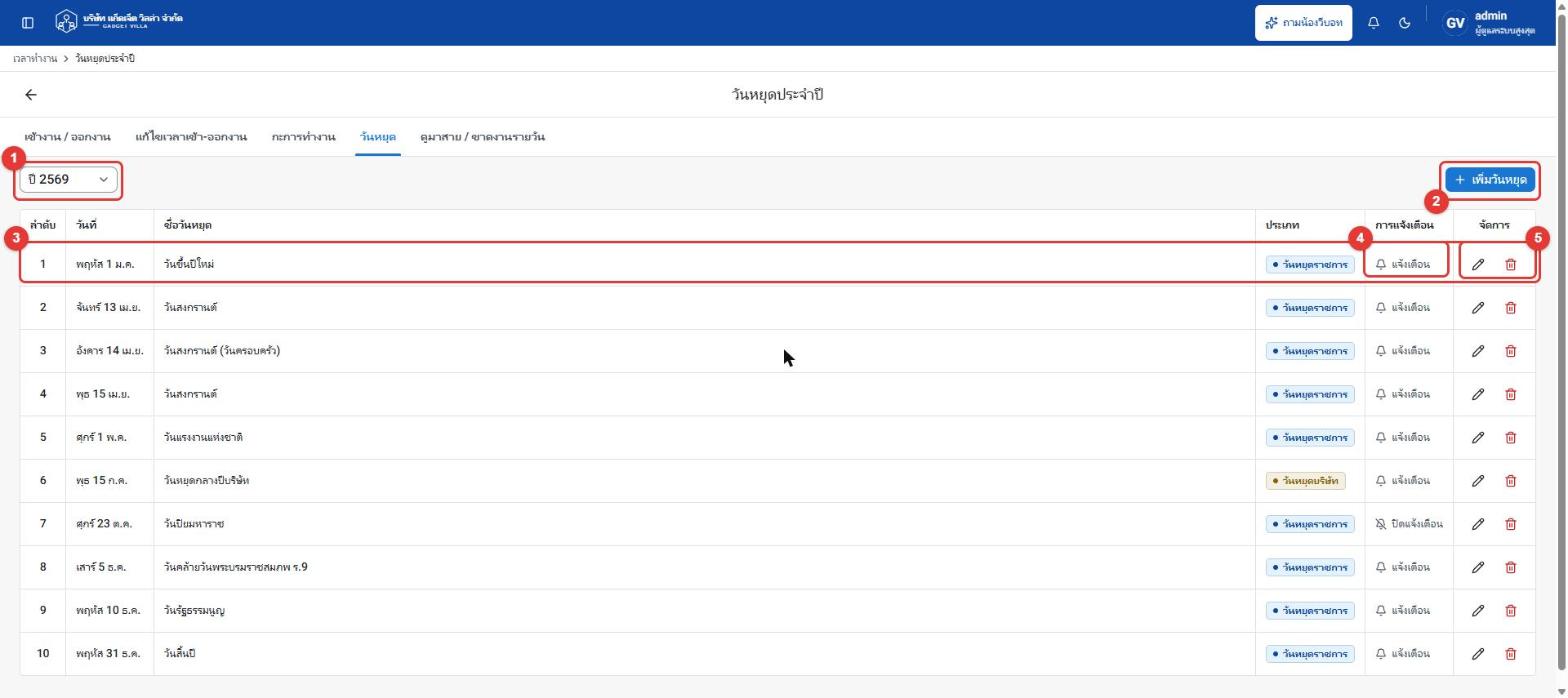 บริษัท แก็ดเจ็ต วิลล่า จำกัด
GADGET VILLA
ถามน้องวีบอท
GV
admin
ผู้ดูแลระบบสูงสุด
เวลาทำงาน > วันหยุดประจำปี
วันหยุดประจำปี
เข้างาน / ออกงาน แก้ไขเวลาเข้า-ออกงาน กะการทำงาน วันหยุด ดูมาสาย / ขาดงานรายวัน
1
ปี 2569
+ เพิ่มวันหยุด
2
ลำดับ วันที่ ชื่อวันหยุด ประเภท การแจ้งเตือน จัดการ
3 4 5
1 พฤหัส 1 ม.ค. วันขึ้นปีใหม่ วันหยุดราชการ แจ้งเตือน
2 จันทร์ 13 เม.ย. วันสงกรานต์ วันหยุดราชการ แจ้งเตือน
3 อังคาร 14 เม.ย. วันสงกรานต์ (วันครอบครัว) วันหยุดราชการ แจ้งเตือน
4 พุธ 15 เม.ย. วันสงกรานต์ วันหยุดราชการ แจ้งเตือน
5 ศุกร์ 1 พ.ค. วันแรงงานแห่งชาติ วันหยุดราชการ แจ้งเตือน
6 พุธ 15 ก.ค. วันหยุดกลางปีบริษัท วันหยุดบริษัท แจ้งเตือน
7 ศุกร์ 23 ต.ค. วันปิยมหาราช วันหยุดราชการ ปิดแจ้งเตือน
8 เสาร์ 5 ธ.ค. วันคล้ายวันพระบรมราชสมภพ ร.9 วันหยุดราชการ แจ้งเตือน
9 พฤหัส 10 ธ.ค. วันรัฐธรรมนูญ วันหยุดราชการ แจ้งเตือน
10 พฤหัส 31 ธ.ค. วันสิ้นปี วันหยุดราชการ แจ้งเตือน